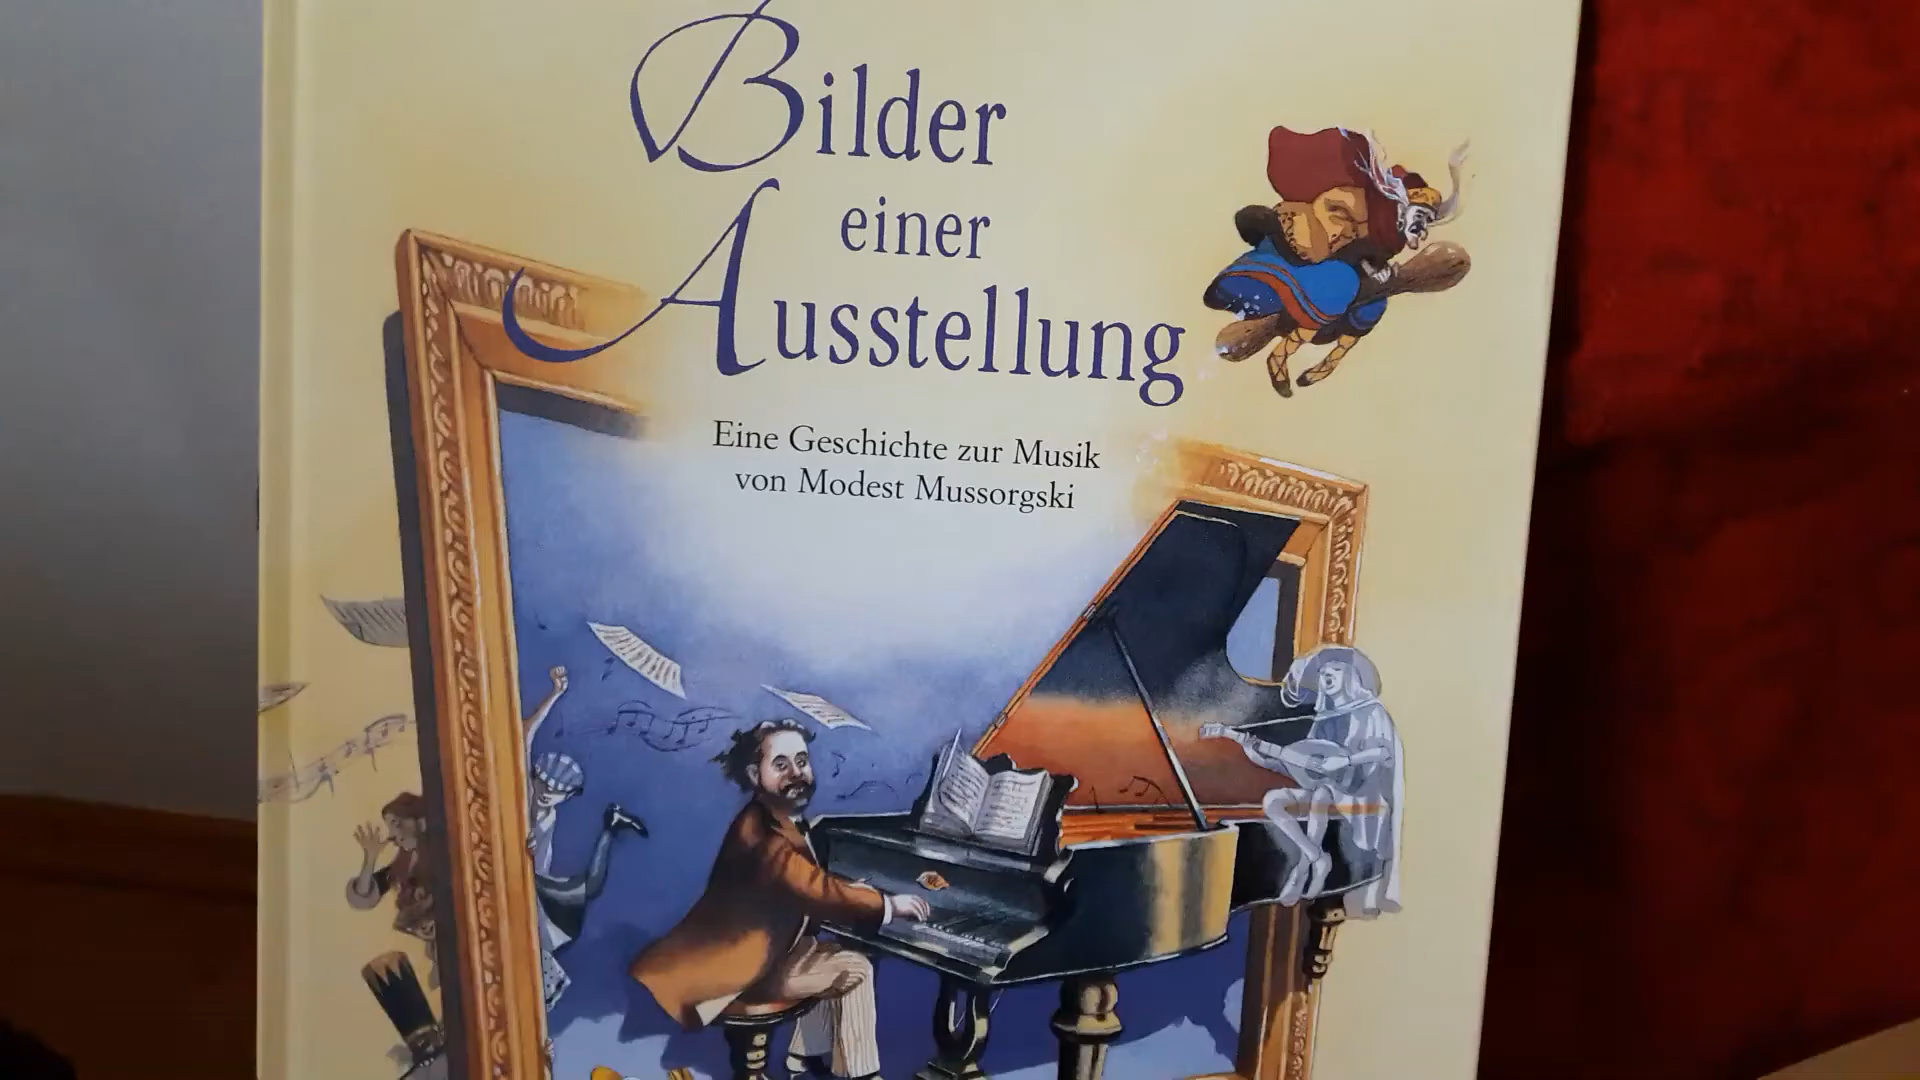 Bilder
einer
Ausstellung
Eine Geschichte zur Musik
von Modest Mussorgski